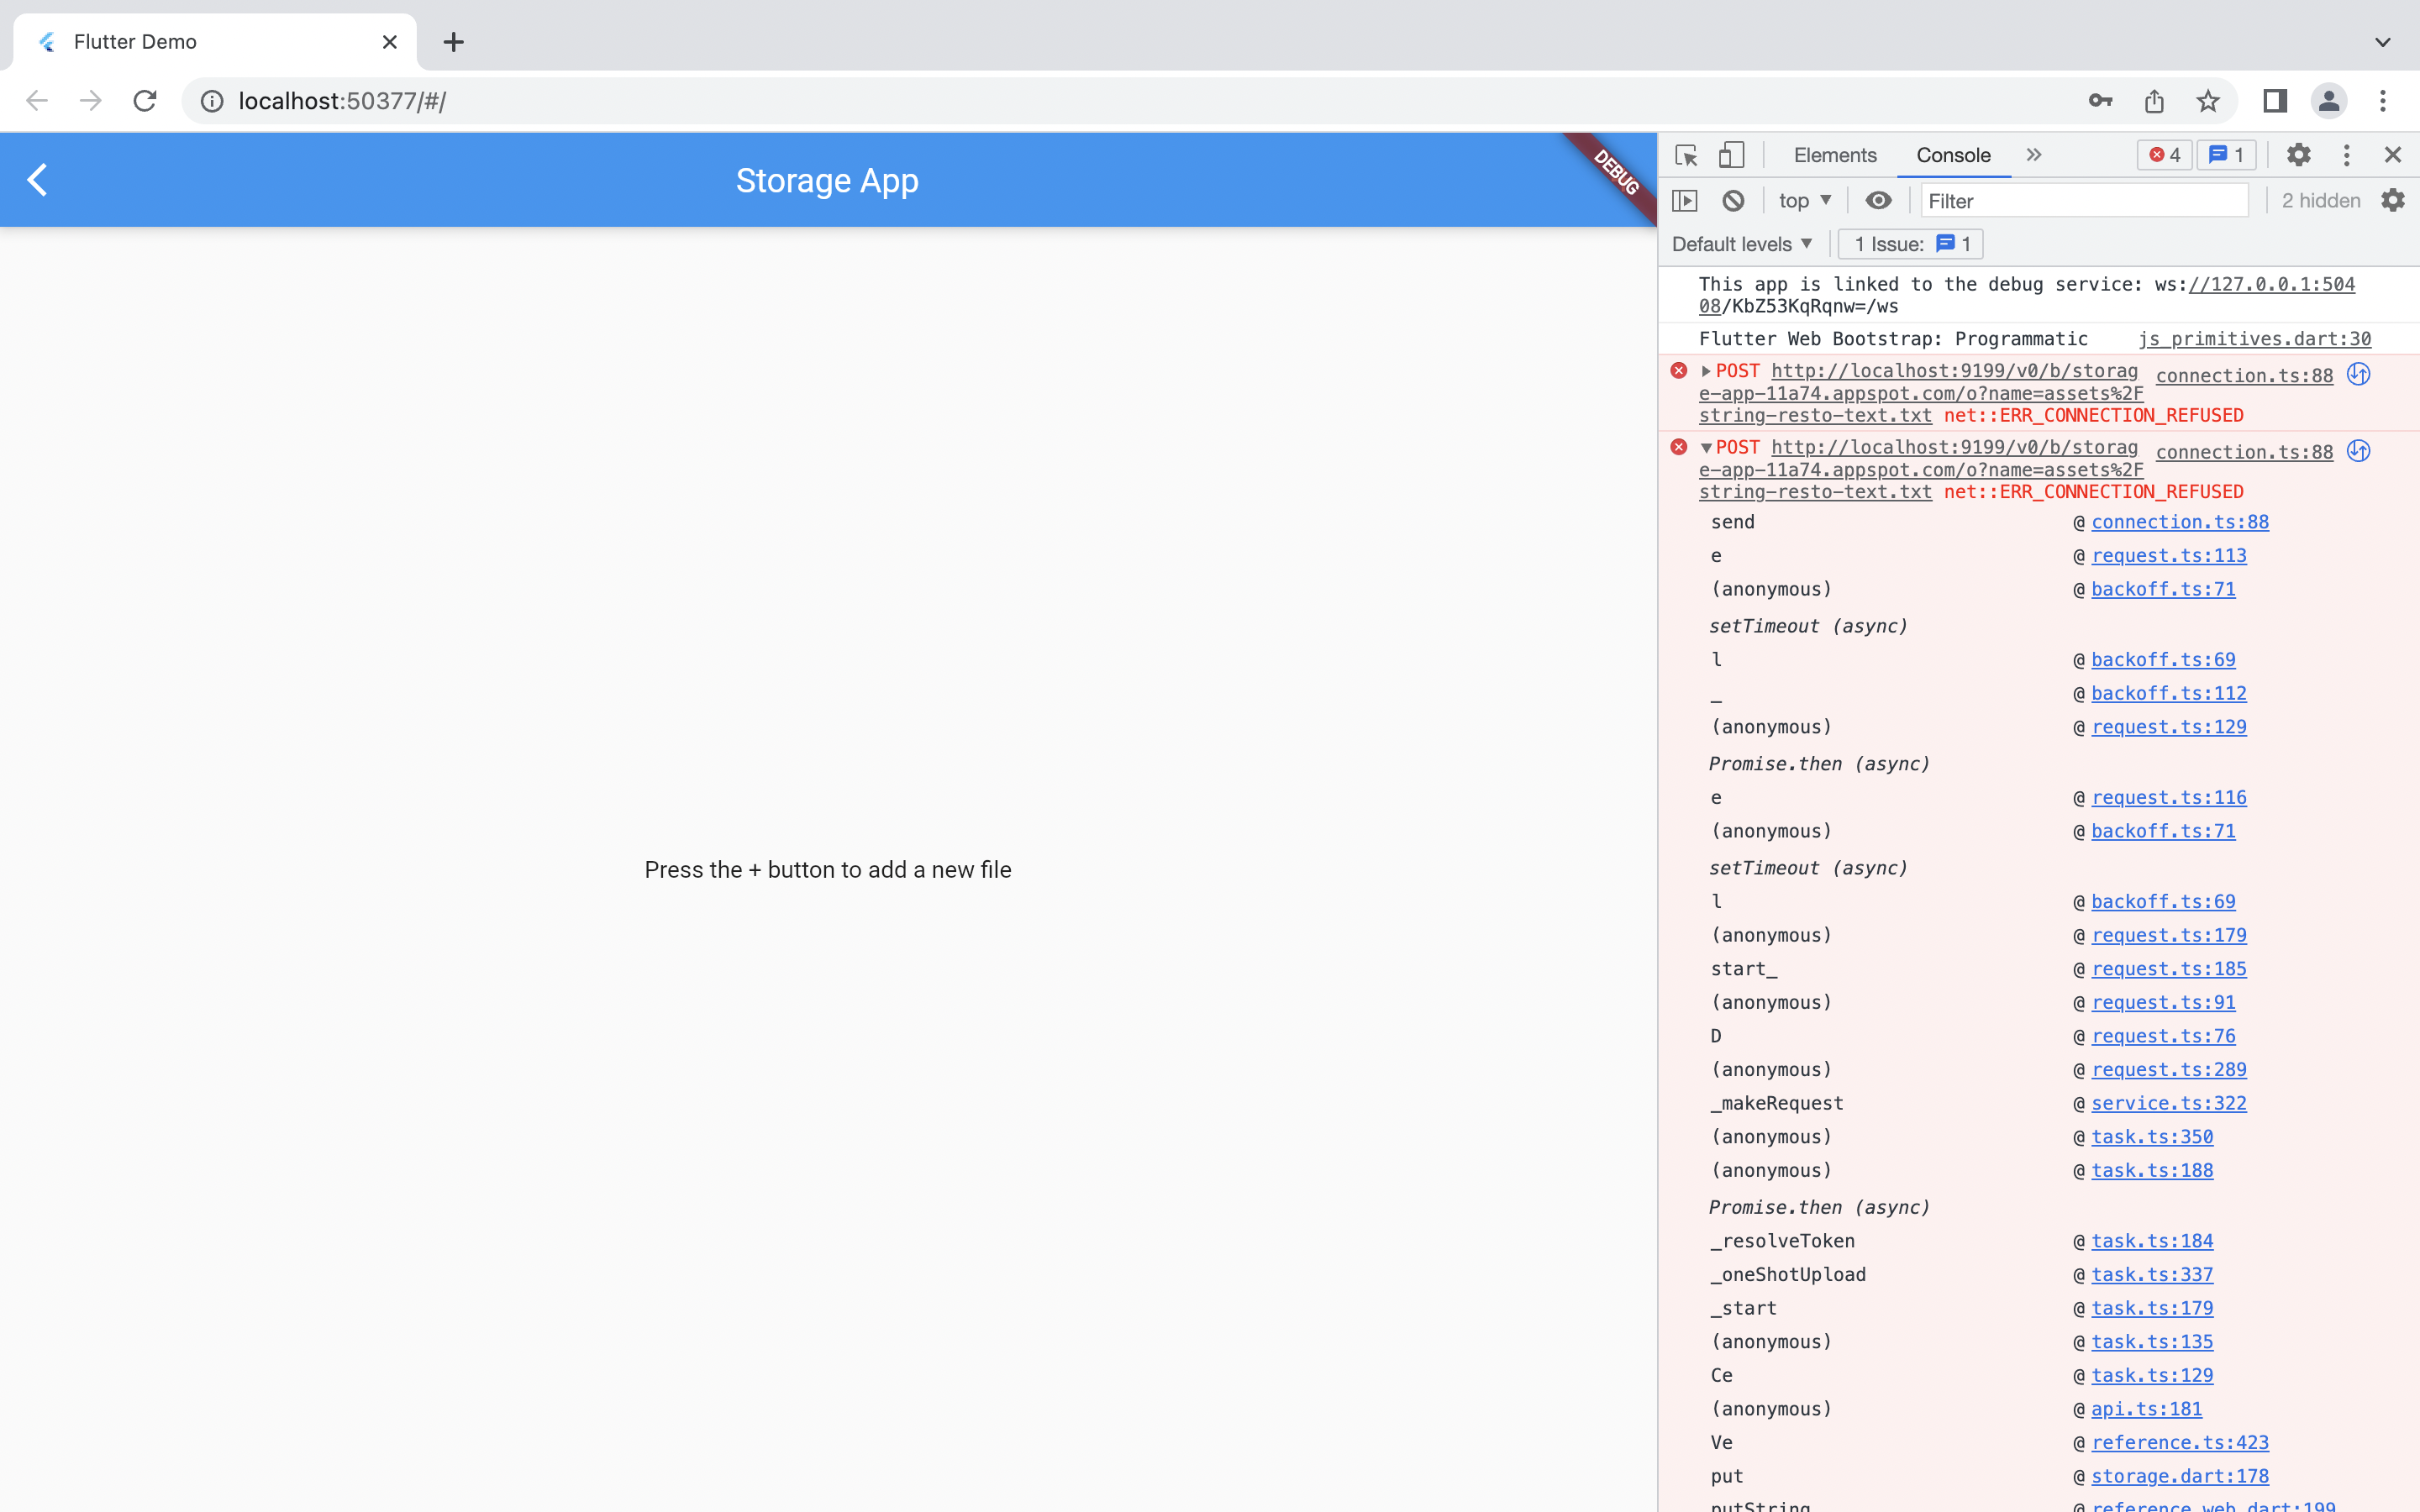 Flutter Demo
localhost:50377/#/
Storage App
DEBUG
Press the + button to add a new file
Elements
Console
4
1
top
Filter
2 hidden
Default levels
1 Issue: 1
This app is linked to the debug service: ws://127.0.0.1:504
08/KbZ53KqRqnw=/ws
Flutter Web Bootstrap: Programmatic js_primitives.dart:30
POST http://localhost:9199/v0/b/storag connection.ts:88
e-app-11a74.appspot.com/o?name=assets%2F
string-resto-text.txt net::ERR_CONNECTION_REFUSED
POST http://localhost:9199/v0/b/storag connection.ts:88
e-app-11a74.appspot.com/o?name=assets%2F
string-resto-text.txt net::ERR_CONNECTION_REFUSED
send @ connection.ts:88
e @ request.ts:113
(anonymous) @ backoff.ts:71
setTimeout (async)
l @ backoff.ts:69
_ @ backoff.ts:112
(anonymous) @ request.ts:129
Promise.then (async)
e @ request.ts:116
(anonymous) @ backoff.ts:71
setTimeout (async)
l @ backoff.ts:69
(anonymous) @ request.ts:179
start_ @ request.ts:185
(anonymous) @ request.ts:91
D @ request.ts:76
(anonymous) @ request.ts:289
_makeRequest @ service.ts:322
(anonymous) @ task.ts:350
(anonymous) @ task.ts:188
Promise.then (async)
_resolveToken @ task.ts:184
_oneShotUpload @ task.ts:337
_start @ task.ts:179
(anonymous) @ task.ts:135
Ce @ task.ts:129
(anonymous) @ api.ts:181
Ve @ reference.ts:423
put @ storage.dart:178
putString @ reference_web.dart:199